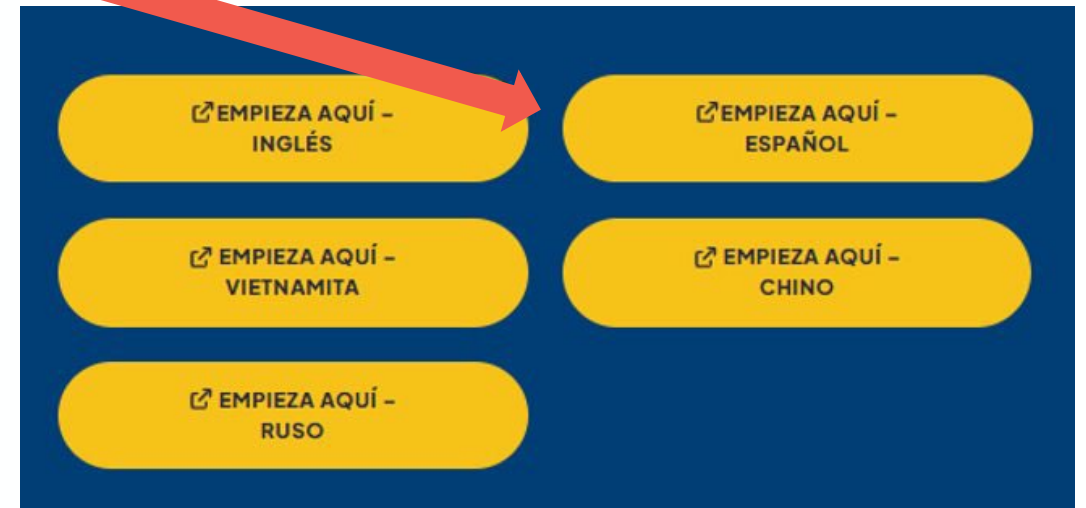 EMPIEZA AQUÍ –
INGLÉS
EMPIEZA AQUÍ –
ESPAÑOL
EMPIEZA AQUÍ –
VIETNAMITA
EMPIEZA AQUÍ –
CHINO
EMPIEZA AQUÍ –
RUSO